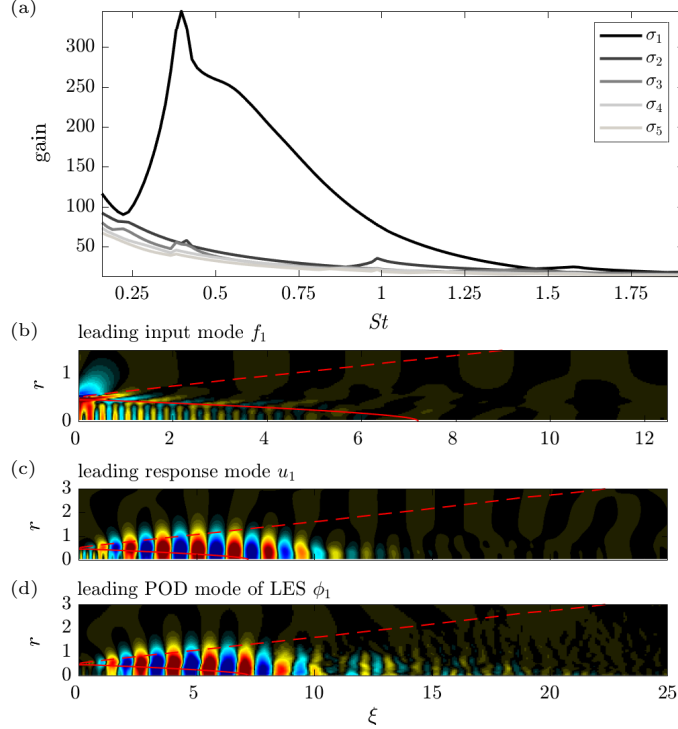 (a)
300
250
200
150
100
50
gain
σ₁
σ₂
σ₃
σ₄
σ₅
0.25 0.5 0.75 1 1.25 1.5 1.75
St
(b) leading input mode f₁
1
0
r
0 2 4 6 8 10 12
(c) leading response mode u₁
3
2
1
0
r
(d) leading POD mode of LES ϕ₁
3
2
1
0
r
0 5 10 15 20 25
ξ